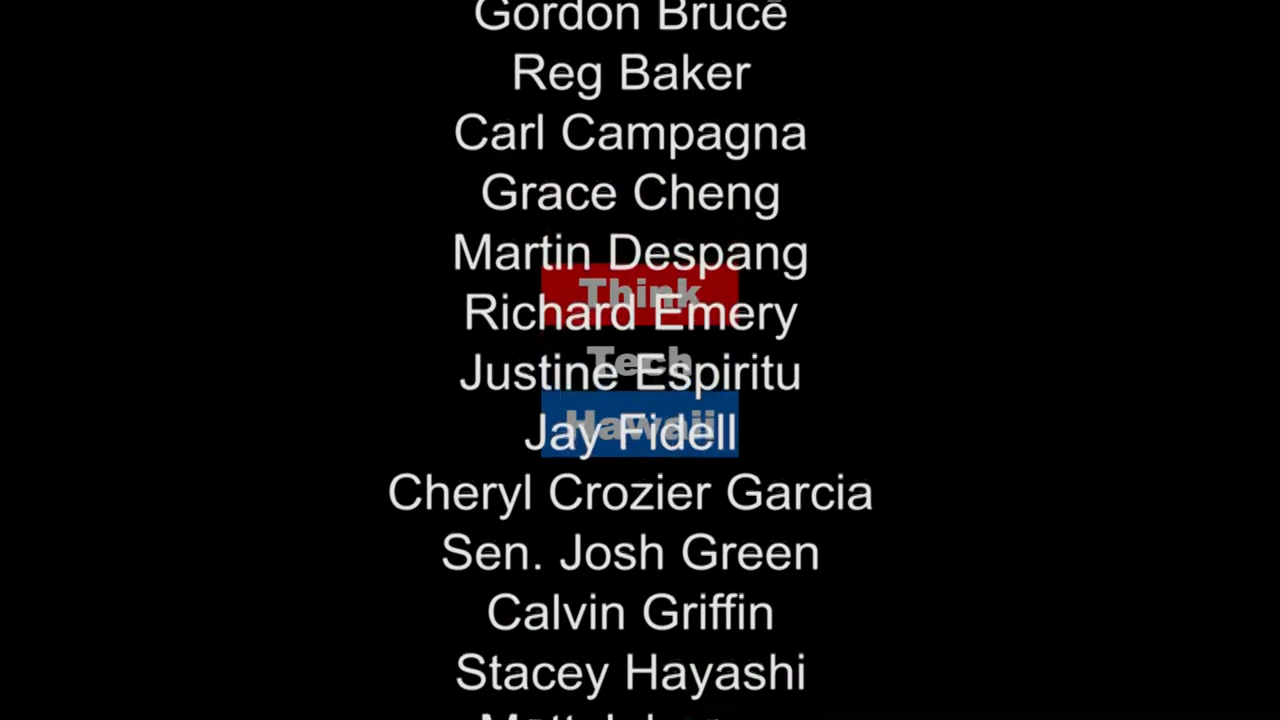 Gordon Bruce
Reg Baker
Carl Campagna
Grace Cheng
Martin Despang
Think
Richard Emery
Tech
Justine Espiritu
Hawaii
Jay Fidell
Cheryl Crozier Garcia
Sen. Josh Green
Calvin Griffin
Stacey Hayashi